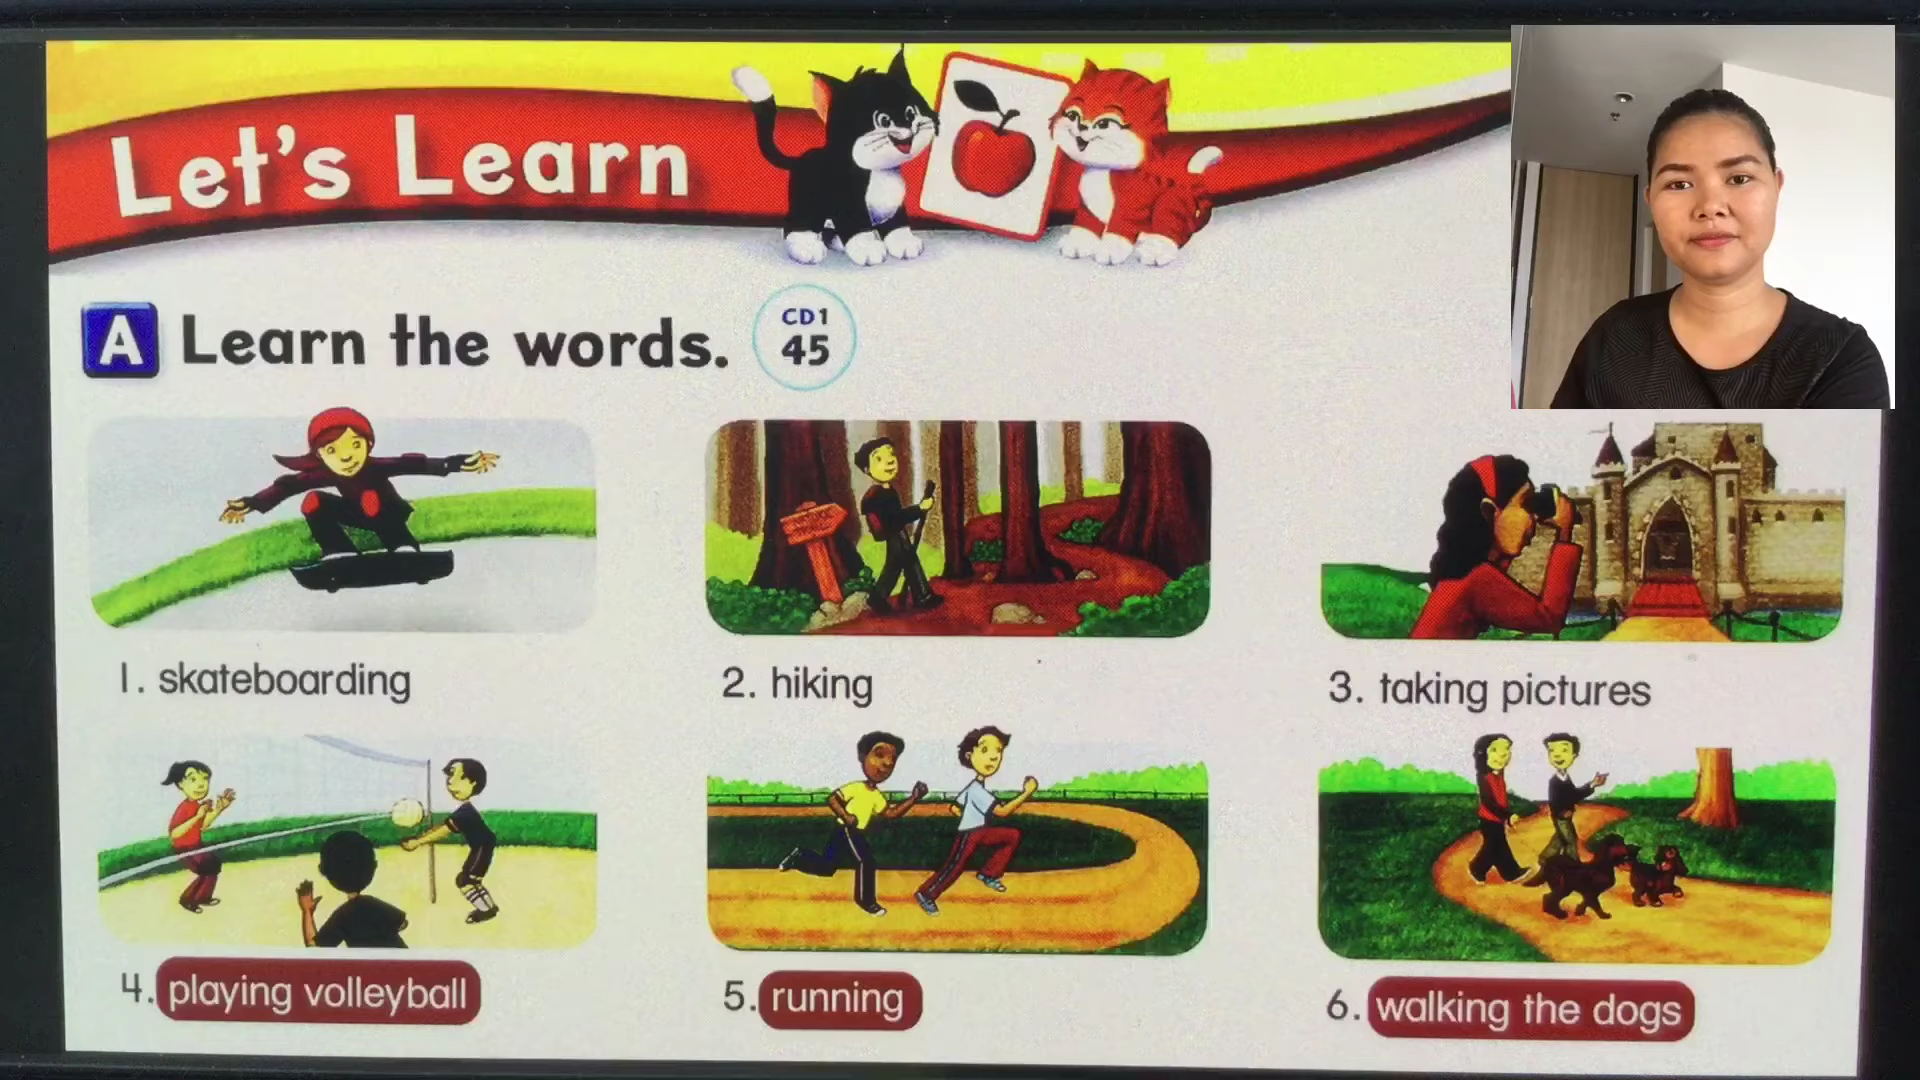 Let's Learn
A Learn the words. CD1 45
1. skateboarding
2. hiking
3. taking pictures
4. playing volleyball
5. running
6. walking the dogs